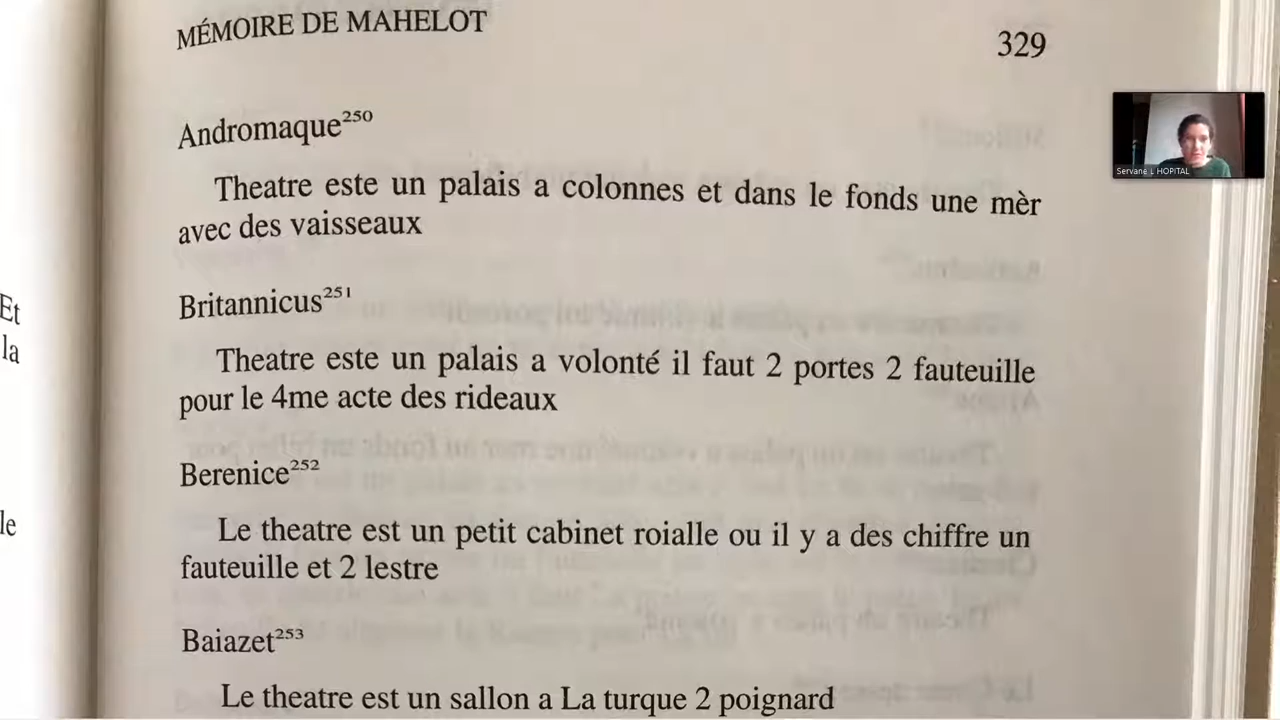 MÉMOIRE DE MAHELOT
329
Andromaque250
Theatre este un palais a colonnes et dans le fonds une mèr
avec des vaisseaux
Britannicus251
Theatre este un palais a volonté il faut 2 portes 2 fauteuille
pour le 4me acte des rideaux
Berenice252
Le theatre est un petit cabinet roialle ou il y a des chiffre un
fauteuille et 2 lestre
Baiazet253
Le theatre est un sallon a La turque 2 poignard
Et
la
le
Servane L HOPITAL